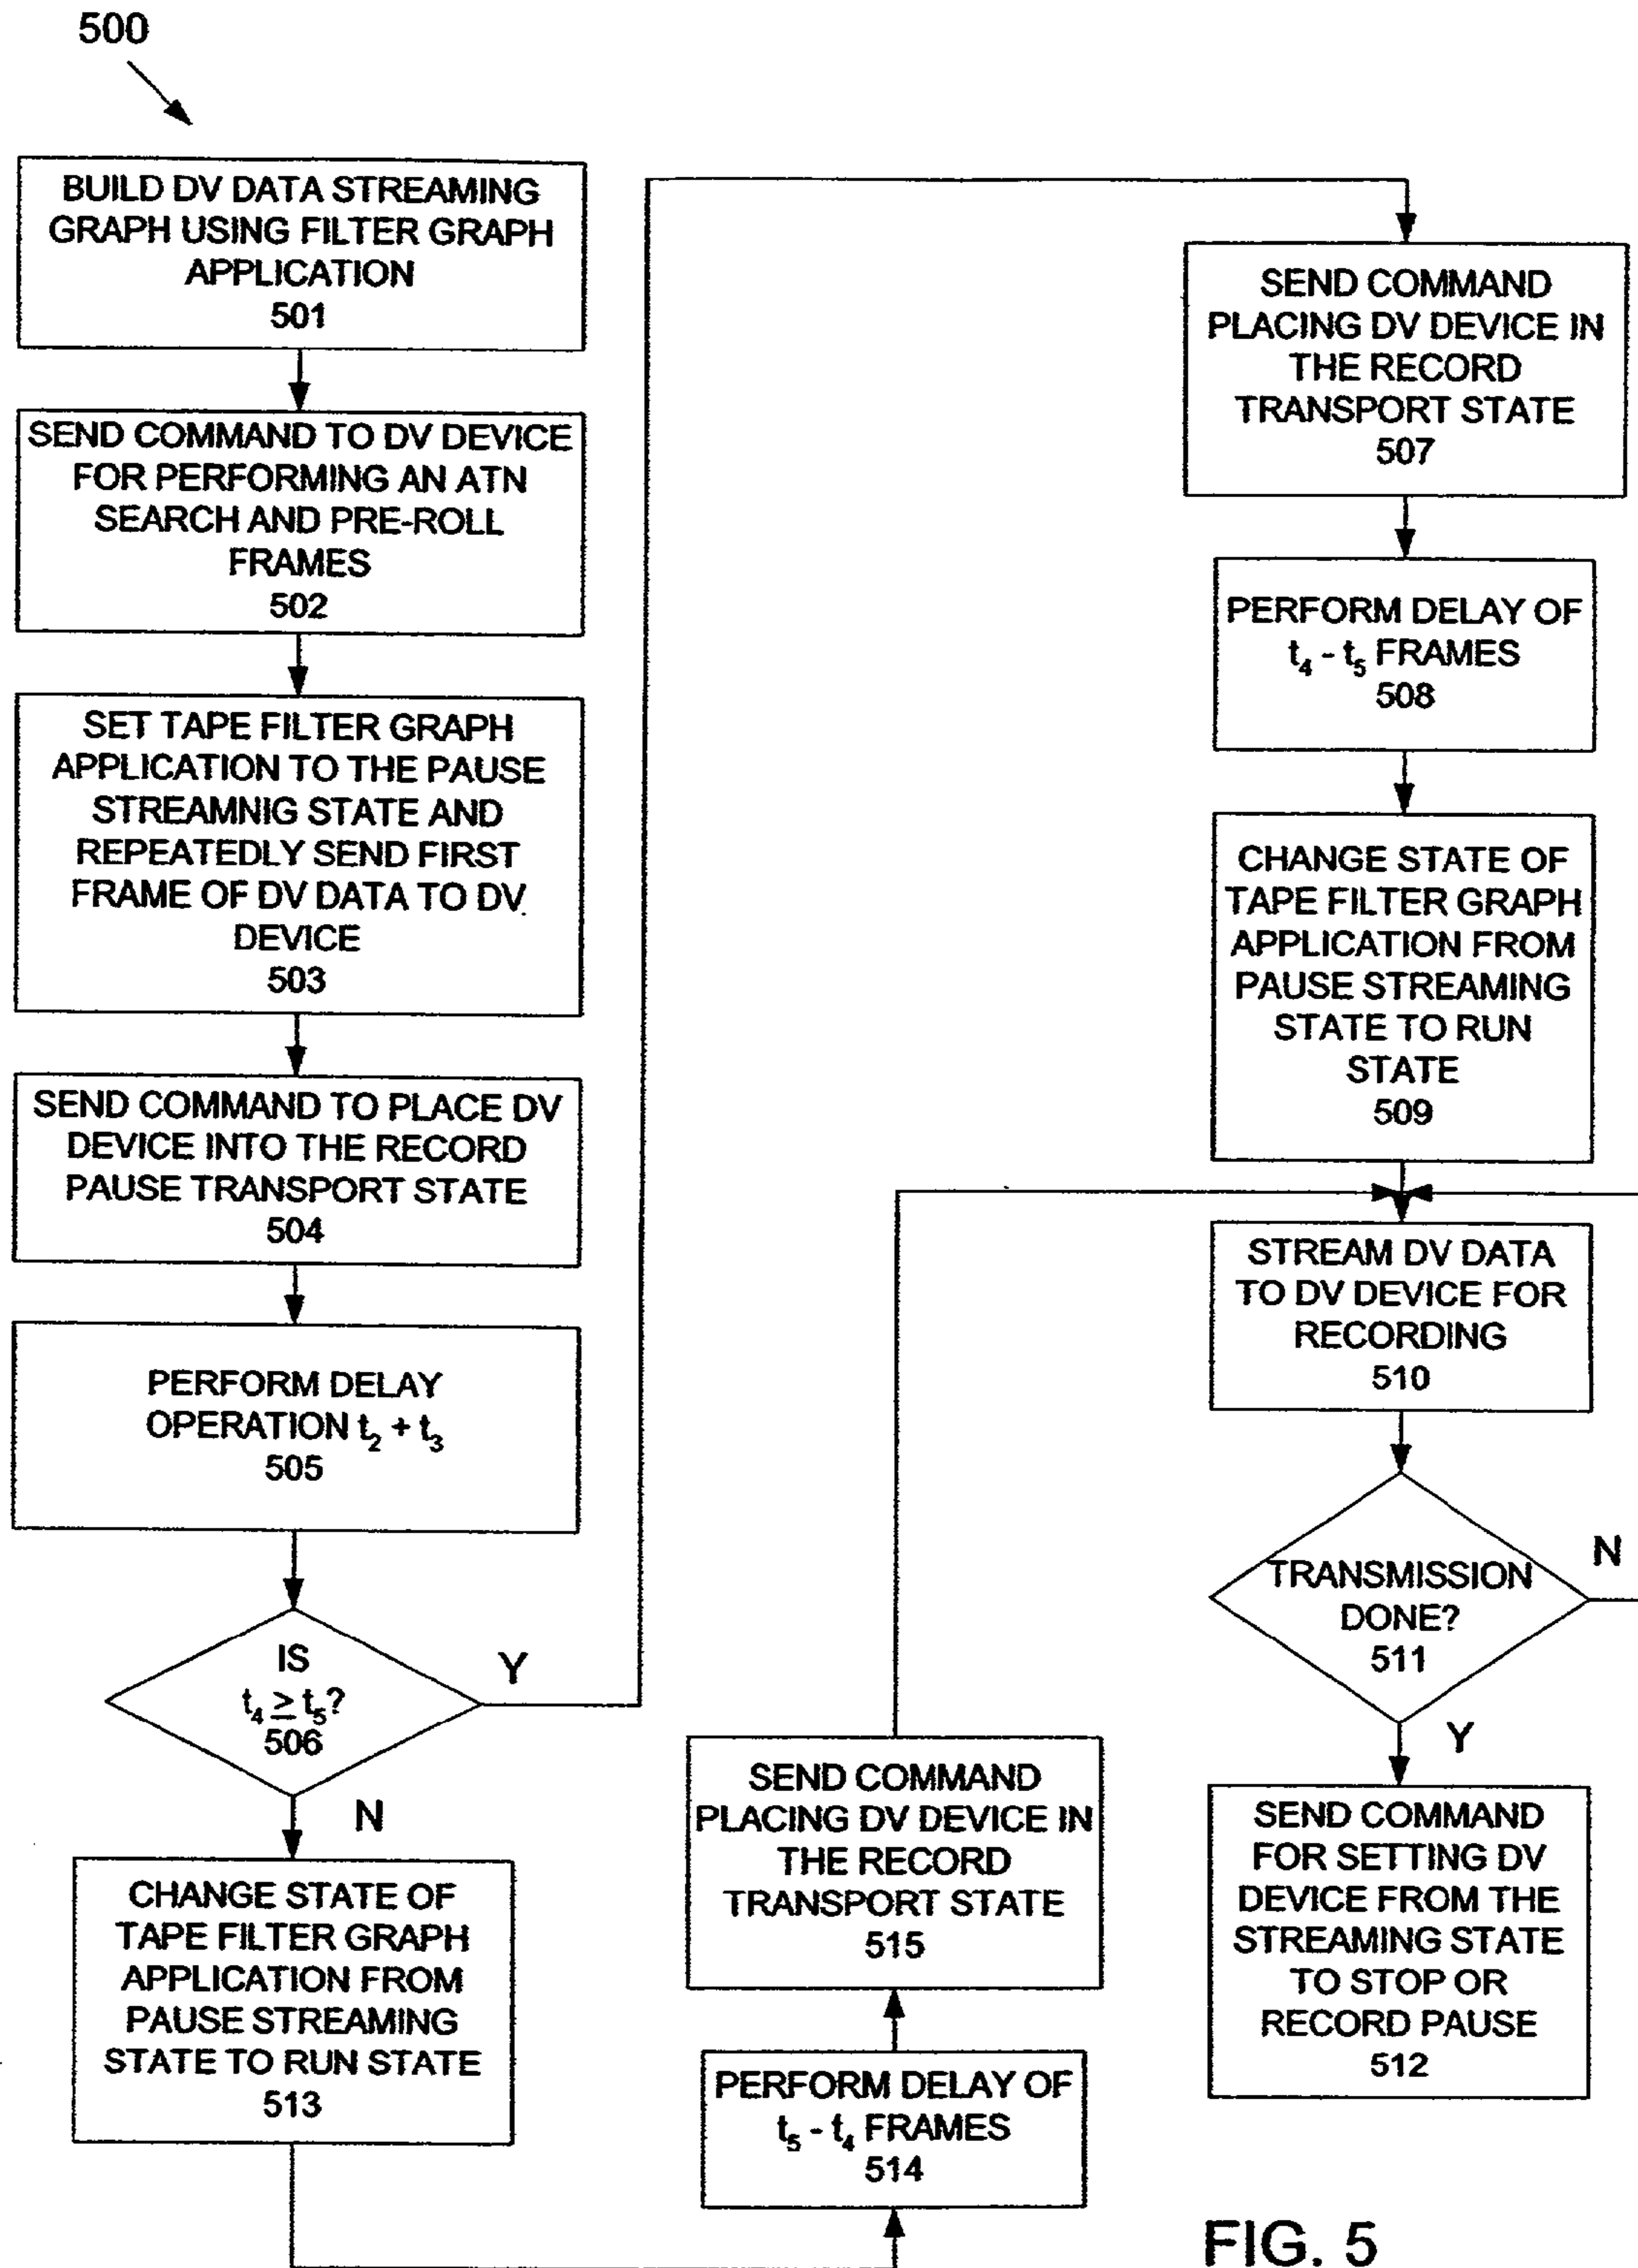 500
BUILD DV DATA STREAMING
GRAPH USING FILTER GRAPH
APPLICATION
501
SEND COMMAND TO DV DEVICE
FOR PERFORMING AN ATN
SEARCH AND PRE-ROLL
FRAMES
502
SET TAPE FILTER GRAPH
APPLICATION TO THE PAUSE
STREAMNIG STATE AND
REPEATEDLY SEND FIRST
FRAME OF DV DATA TO DV
DEVICE
503
SEND COMMAND TO PLACE DV
DEVICE INTO THE RECORD
PAUSE TRANSPORT STATE
504
PERFORM DELAY
OPERATION t₂ + t₃
505
IS
t₄ ≥ t₅?
506
Y
N
CHANGE STATE OF
TAPE FILTER GRAPH
APPLICATION FROM
PAUSE STREAMING
STATE TO RUN STATE
513
PERFORM DELAY OF
t₅ - t₄ FRAMES
514
SEND COMMAND
PLACING DV DEVICE IN
THE RECORD
TRANSPORT STATE
515
SEND COMMAND
PLACING DV DEVICE IN
THE RECORD
TRANSPORT STATE
507
PERFORM DELAY OF
t₄ - t₅ FRAMES
508
CHANGE STATE OF
TAPE FILTER GRAPH
APPLICATION FROM
PAUSE STREAMING
STATE TO RUN
STATE
509
STREAM DV DATA
TO DV DEVICE FOR
RECORDING
510
TRANSMISSION
DONE?
511
N
Y
SEND COMMAND
FOR SETTING DV
DEVICE FROM THE
STREAMING STATE
TO STOP OR
RECORD PAUSE
512
FIG. 5